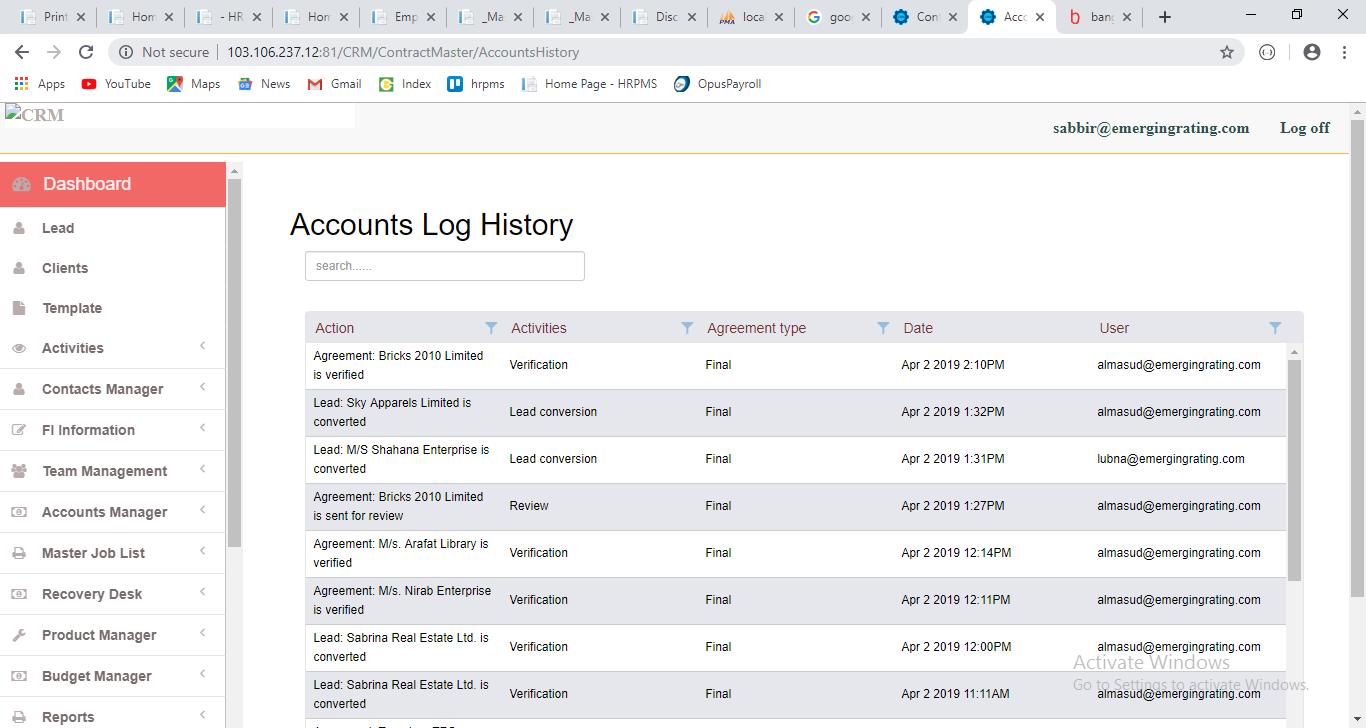 Print Hom - HR Hom Emp _Ma _Ma Disc local goo Con Acco bang
Not secure 103.106.237.12:81/CRM/ContractMaster/AccountsHistory
Apps YouTube Maps News Gmail Index hrpms Home Page - HRPMS OpusPayroll
CRM
sabbir@emergingrating.com Log off
Dashboard
Lead
Clients
Template
Activities
Contacts Manager
FI Information
Team Management
Accounts Manager
Master Job List
Recovery Desk
Product Manager
Budget Manager
Reports
Accounts Log History
search......
Action Activities Agreement type Date User
Agreement: Bricks 2010 Limited
is verified
Verification Final Apr 2 2019 2:10PM almasud@emergingrating.com
Lead: Sky Apparels Limited is
converted
Lead conversion Final Apr 2 2019 1:32PM almasud@emergingrating.com
Lead: M/S Shahana Enterprise is
converted
Lead conversion Final Apr 2 2019 1:31PM lubna@emergingrating.com
Agreement: Bricks 2010 Limited
is sent for review
Review Final Apr 2 2019 1:27PM almasud@emergingrating.com
Agreement: M/s. Arafat Library is
verified
Verification Final Apr 2 2019 12:14PM almasud@emergingrating.com
Agreement: M/s. Nirab Enterprise
is verified
Verification Final Apr 2 2019 12:11PM almasud@emergingrating.com
Lead: Sabrina Real Estate Ltd. is
converted
Verification Final Apr 2 2019 12:00PM almasud@emergingrating.com
Lead: Sabrina Real Estate Ltd. is
converted
Verification Final Apr 2 2019 11:11AM almasud@emergingrating.com
Activate Windows
Go to Settings to activate Windows.